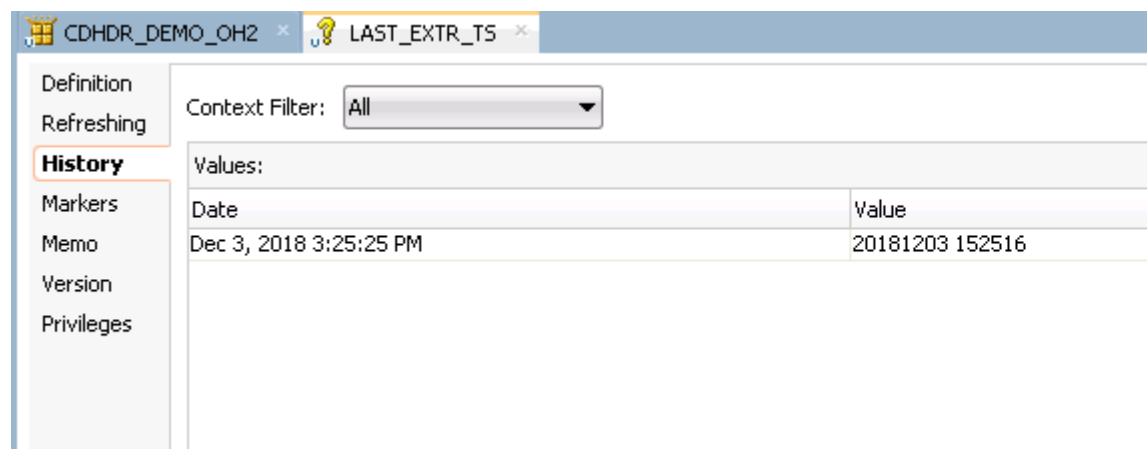 CDHDR_DEMO_OH2 LAST_EXTR_TS
Definition
Refreshing
History
Markers
Memo
Version
Privileges
Context Filter: All
Values:
Date Value
Dec 3, 2018 3:25:25 PM 20181203 152516